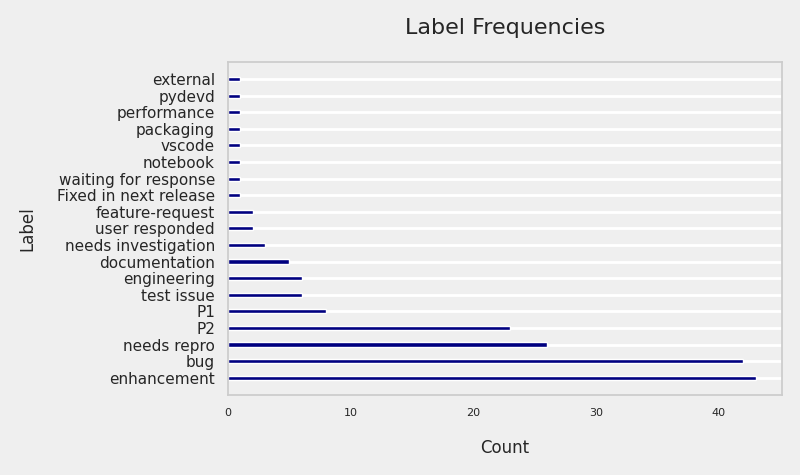 Label Frequencies
external
pydevd
performance
packaging
vscode
notebook
waiting for response
Fixed in next release
feature-request
user responded
needs investigation
documentation
engineering
test issue
P1
P2
needs repro
bug
enhancement
Label
0 10 20 30 40
Count